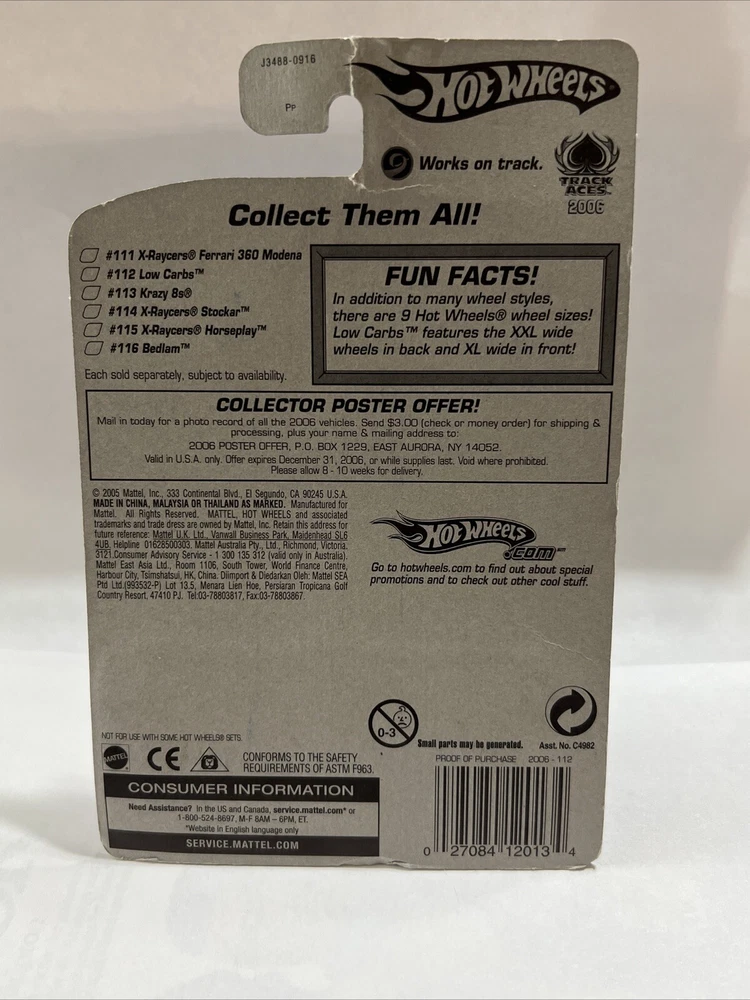 J3488-0916
PP
HOT WHEELS®
Works on track.
TRACK
ACES™
2006
Collect Them All!
#111 X-Raycers® Ferrari 360 Modena
#112 Low Carbs™
#113 Krazy 8s®
#114 X-Raycers® Stockar™
#115 X-Raycers® Horseplay™
#116 Bedlam™
Each sold separately, subject to availability.
FUN FACTS!
In addition to many wheel styles,
there are 9 Hot Wheels® wheel sizes!
Low Carbs™ features the XXL wide
wheels in back and XL wide in front!
COLLECTOR POSTER OFFER!
Mail in today for a photo record of all the 2006 vehicles. Send $3.00 (check or money order) for shipping &
processing, plus your name & mailing address to:
2006 POSTER OFFER, P.O. BOX 1229, EAST AURORA, NY 14052.
Valid in U.S.A. only. Offer expires December 31, 2006, or while supplies last. Void where prohibited.
Please allow 8 - 10 weeks for delivery.
© 2005 Mattel, Inc., 333 Continental Blvd., El Segundo, CA 90245 U.S.A.
MADE IN CHINA, MALAYSIA OR THAILAND AS MARKED. Manufactured for
Mattel. All Rights Reserved. MATTEL, HOT WHEELS and associated
trademarks and trade dress are owned by Mattel, Inc. Retain this address for
future reference: Mattel U.K. Ltd., Vanwall Business Park, Maidenhead SL6
4UB. Helpline 01628500303. Mattel Australia Pty., Ltd., Richmond, Victoria.
3121.Consumer Advisory Service - 1 300 135 312 (valid only in Australia).
Mattel East Asia Ltd., Room 1106, South Tower, World Finance Centre,
Harbour City, Tsimshatsui, HK, China. Diimport & Diedarkan Oleh: Mattel SEA
Ptd Ltd.(993532-P) Lot 13.5, Menara Lien Hoe, Persiaran Tropicana Golf
Country Resort, 47410 PJ. Tel:03-78803817, Fax:03-78803867.
HOT WHEELS
.COM™
Go to hotwheels.com to find out about special
promotions and to check out other cool stuff.
0-3
Small parts may be generated.
Asst. No. C4982
NOT FOR USE WITH SOME HOT WHEELS® SETS.
MATTEL
CE
CONFORMS TO THE SAFETY
REQUIREMENTS OF ASTM F963.
PROOF OF PURCHASE 2006 - 112
CONSUMER INFORMATION
Need Assistance? In the US and Canada, service.mattel.com* or
1-800-524-8697, M-F 8AM – 6PM, ET.
*Website in English language only
SERVICE.MATTEL.COM
0 27084 12013 4